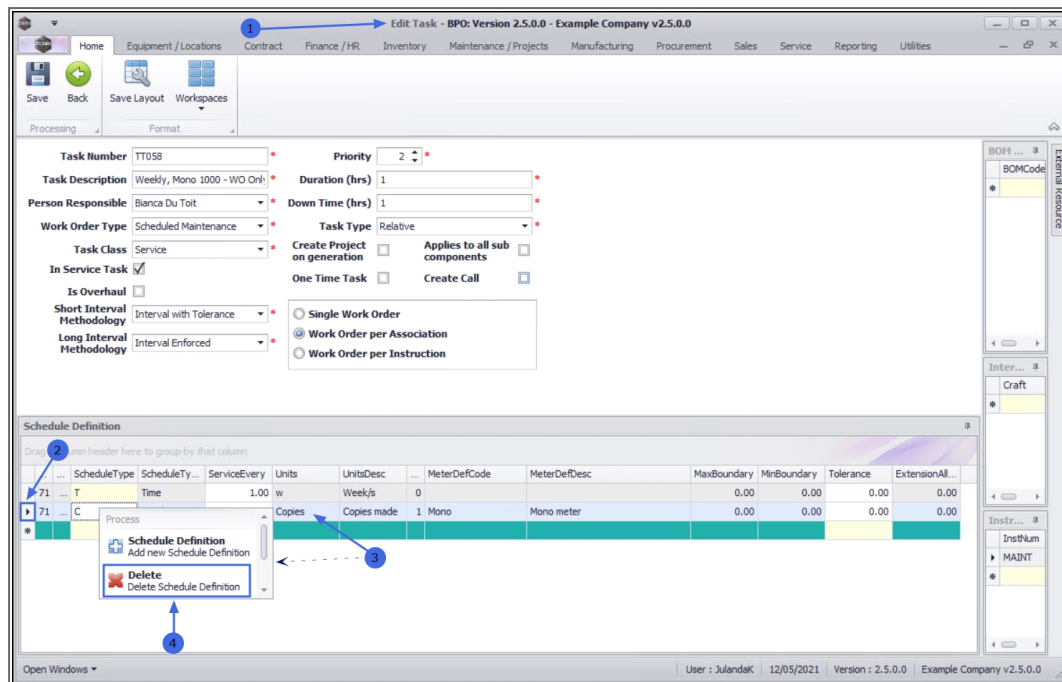 1
Edit Task - BPO: Version 2.5.0.0 - Example Company v2.5.0.0
Home Equipment / Locations Contract Finance / HR Inventory Maintenance / Projects Manufacturing Procurement Sales Service Reporting Utilities
Save Back Save Layout Workspaces
Processing Format
Task Number TT058 * Priority 2 *
Task Description Weekly, Mono 1000 - WO Only * Duration (hrs) 1 *
Person Responsible Bianca Du Toit * Down Time (hrs) 1 *
Work Order Type Scheduled Maintenance * Task Type Relative *
Task Class Service * Create Project on generation Applies to all sub components
In Service Task One Time Task Create Call
Is Overhaul
Short Interval Methodology Interval with Tolerance * Single Work Order
Work Order per Association
Long Interval Methodology Interval Enforced * Work Order per Instruction
BOM ...
BOMCode
External Resource
Inter...
Craft
Instr...
InstNum
MAINT
Schedule Definition
Drag column header here to group by that column
2
... ... ScheduleType ScheduleTy... ServiceEvery Units UnitsDesc ... MeterDefCode MeterDefDesc MaxBoundary MinBoundary Tolerance ExtensionAll...
71 ... T Time 1.00 w Week/s 0 0.00 0.00 0.00 0.00
71 ... C Copies Copies made 1 Mono Mono meter 0.00 0.00 0.00 0.00
Process
Schedule Definition
Add new Schedule Definition
3
Delete
Delete Schedule Definition
4
Open Windows User : JulandaK 12/05/2021 Version : 2.5.0.0 Example Company v2.5.0.0